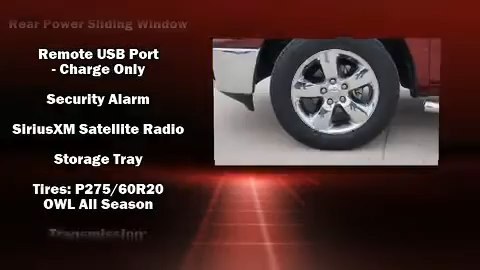 Rear Power Sliding Window
Remote USB Port
- Charge Only
Security Alarm
SiriusXM Satellite Radio
Storage Tray
Tires: P275/60R20
OWL All Season
Transmission: